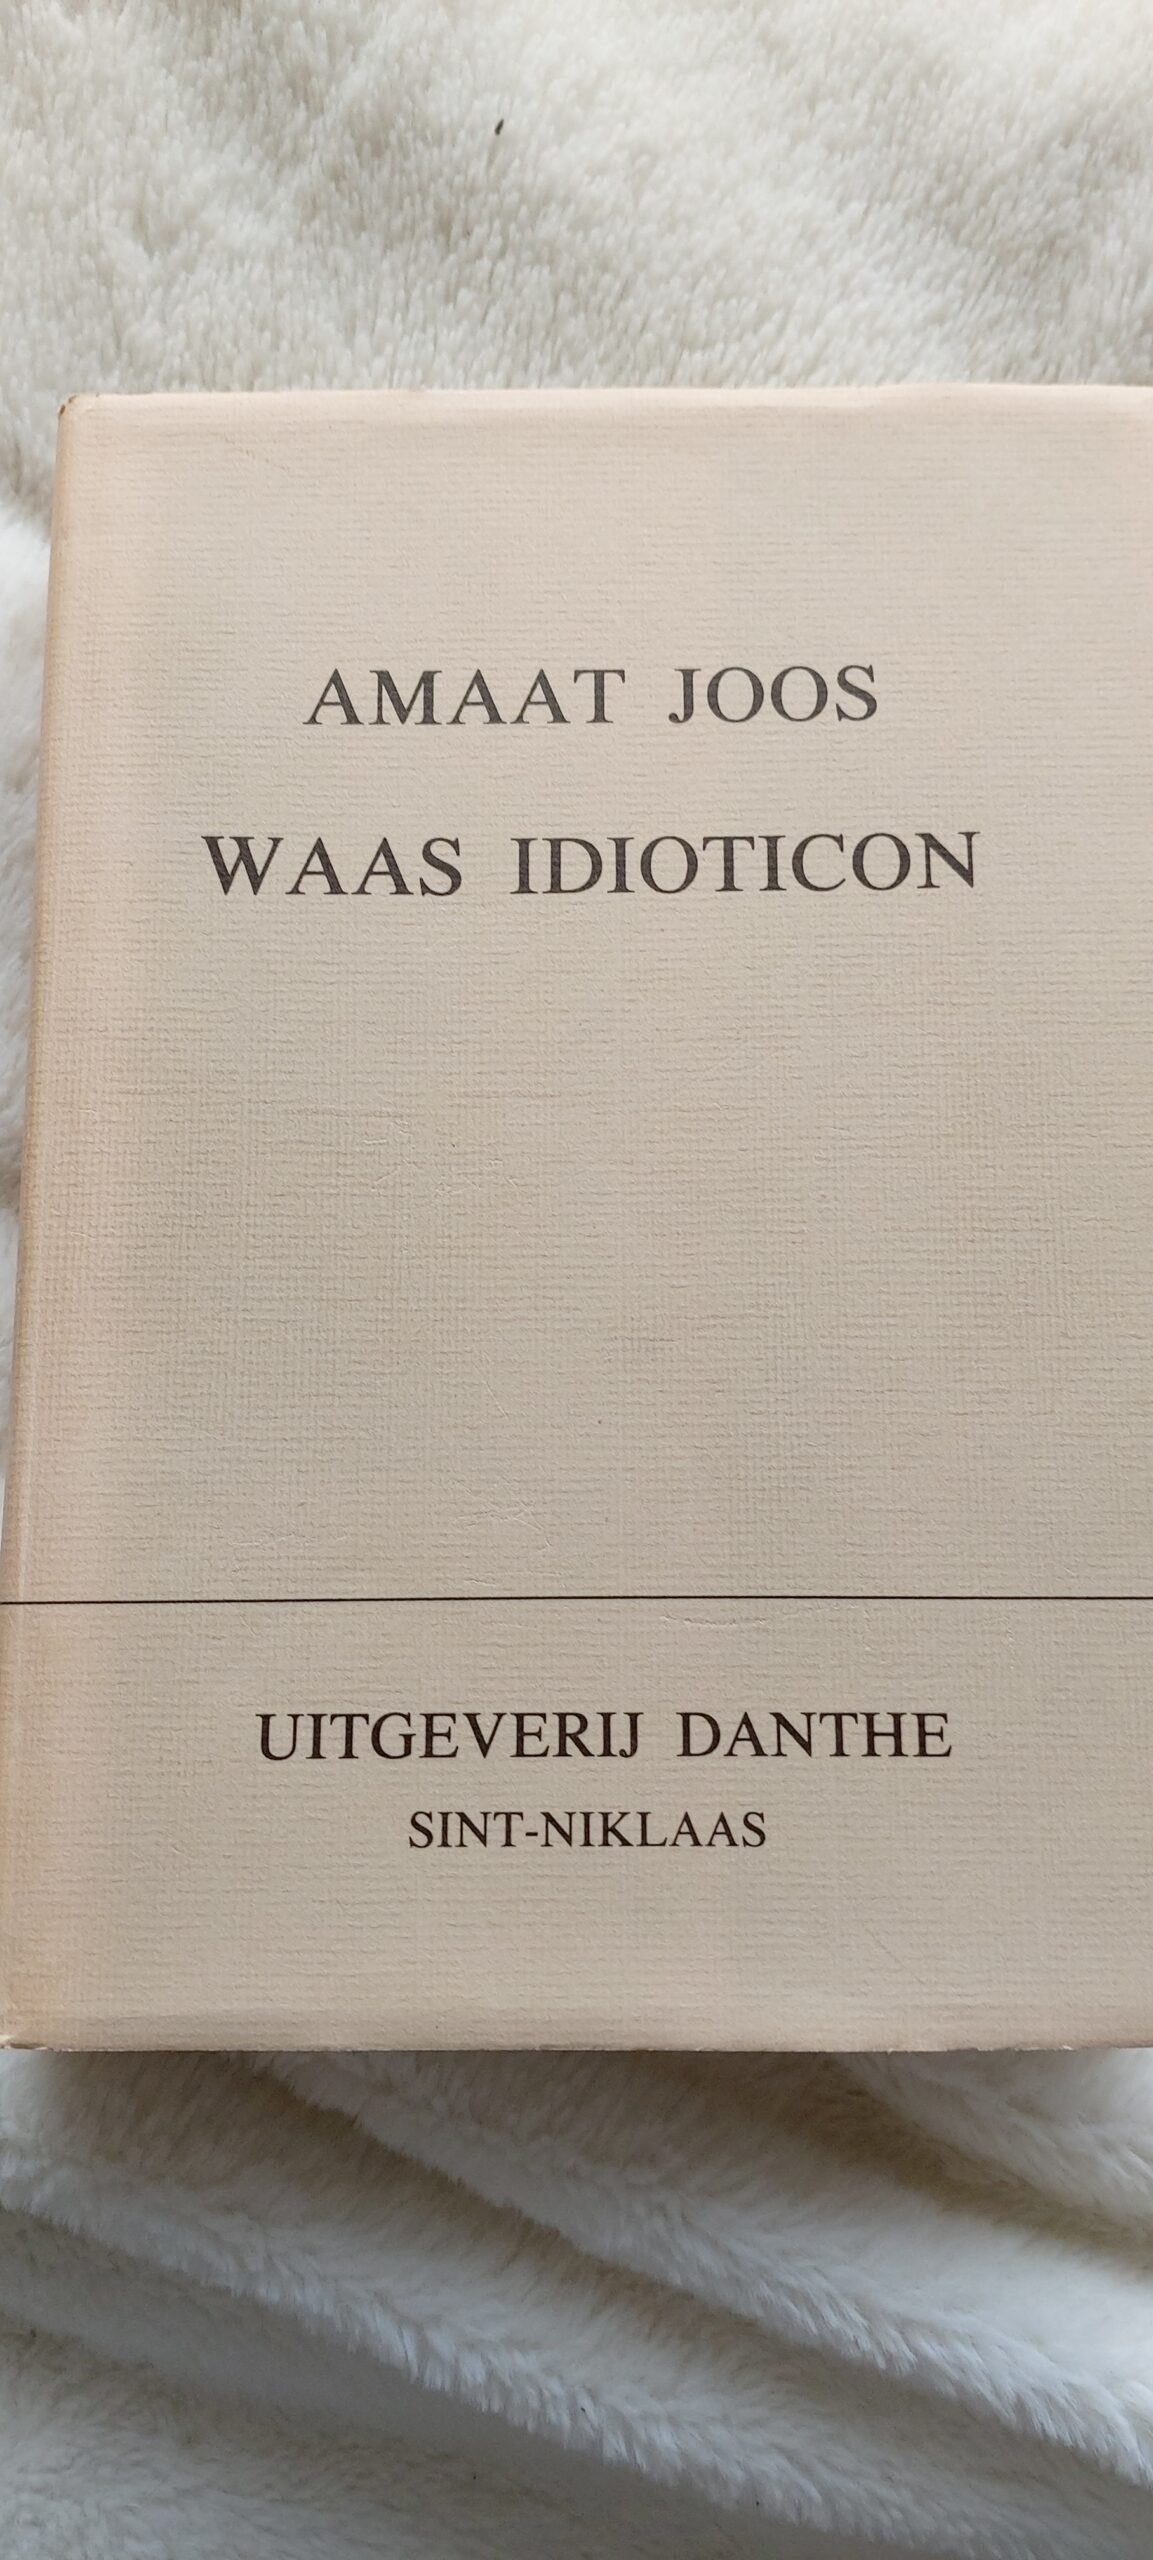 AMAAT JOOS
WAAS IDIOTICON
UITGEVERIJ DANTHE
SINT-NIKLAAS